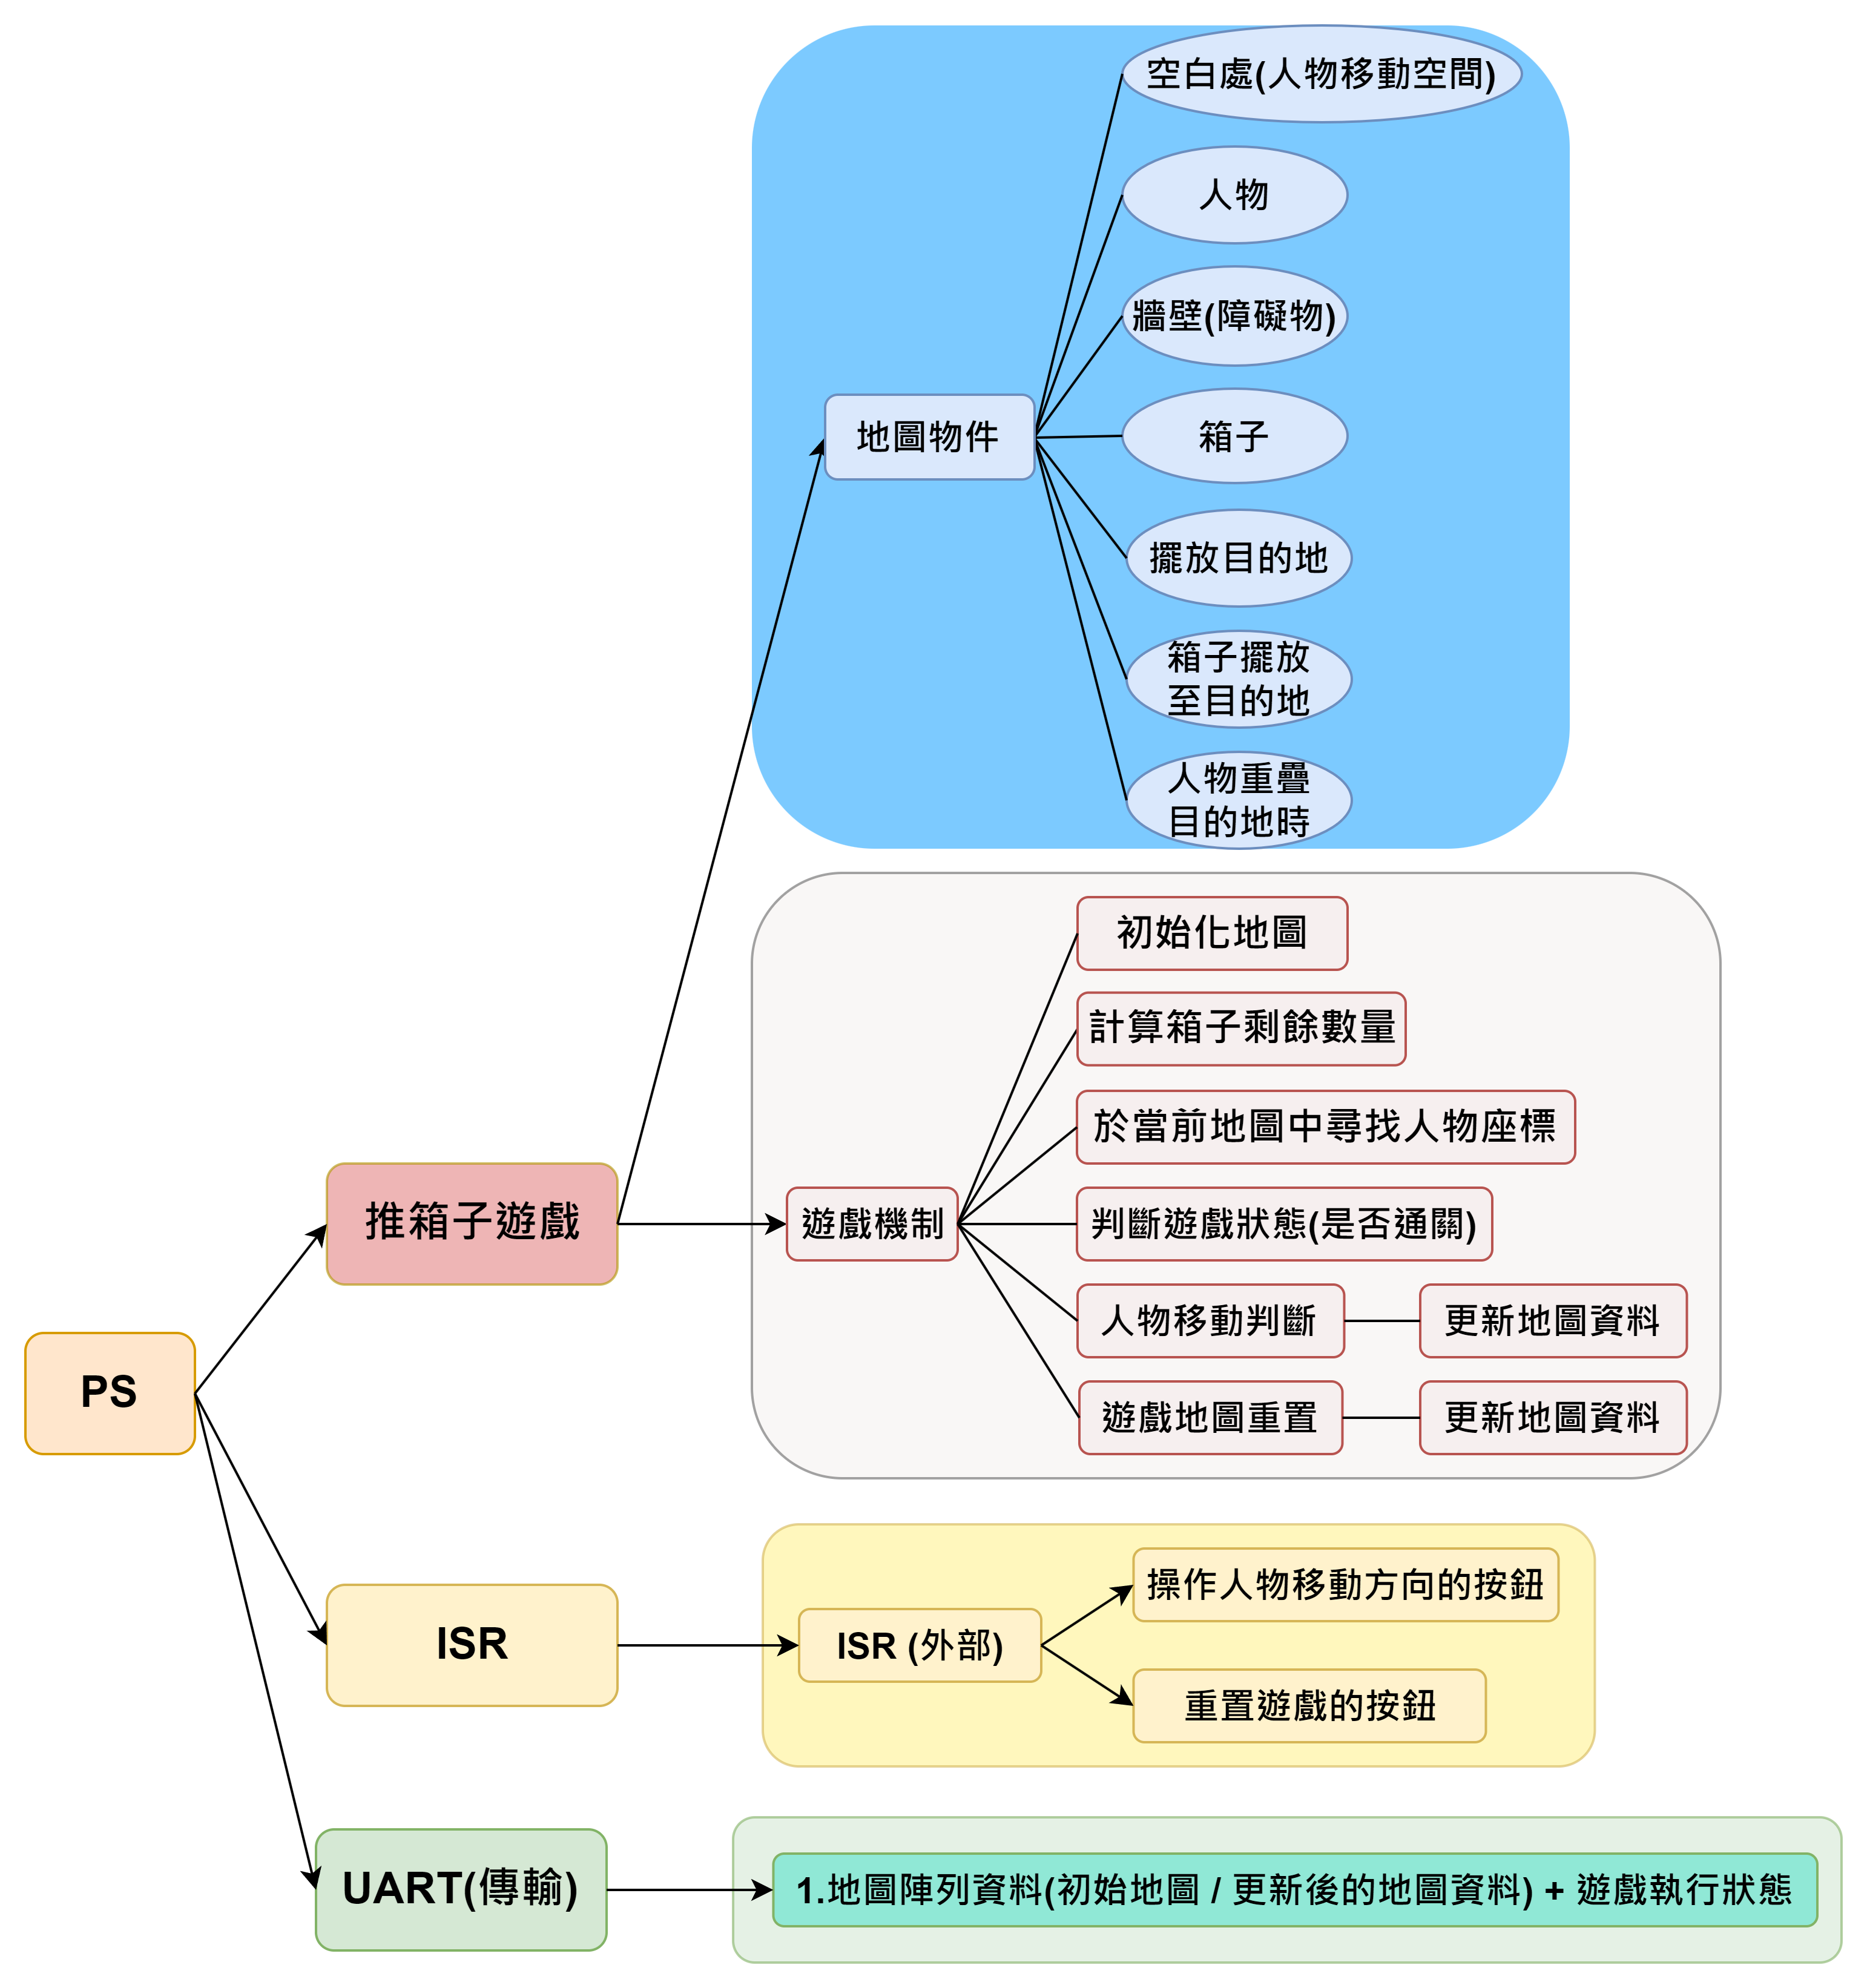 空白處(人物移動空間)
人物
牆壁(障礙物)
地圖物件
箱子
擺放目的地
箱子擺放
至目的地
人物重疊
目的地時
初始化地圖
計算箱子剩餘數量
於當前地圖中尋找人物座標
推箱子遊戲
遊戲機制
判斷遊戲狀態(是否通關)
人物移動判斷
更新地圖資料
PS
遊戲地圖重置
更新地圖資料
操作人物移動方向的按鈕
ISR
ISR (外部)
重置遊戲的按鈕
UART(傳輸)
1.地圖陣列資料(初始地圖 / 更新後的地圖資料) + 遊戲執行狀態